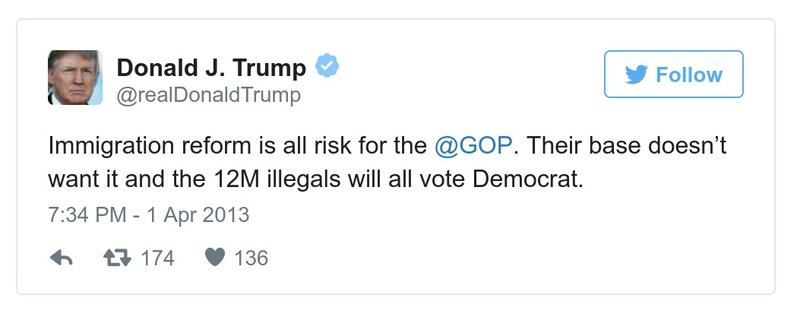 Donald J. Trump
@realDonaldTrump
Follow
Immigration reform is all risk for the @GOP. Their base doesn’t
want it and the 12M illegals will all vote Democrat.
7:34 PM - 1 Apr 2013
174 136